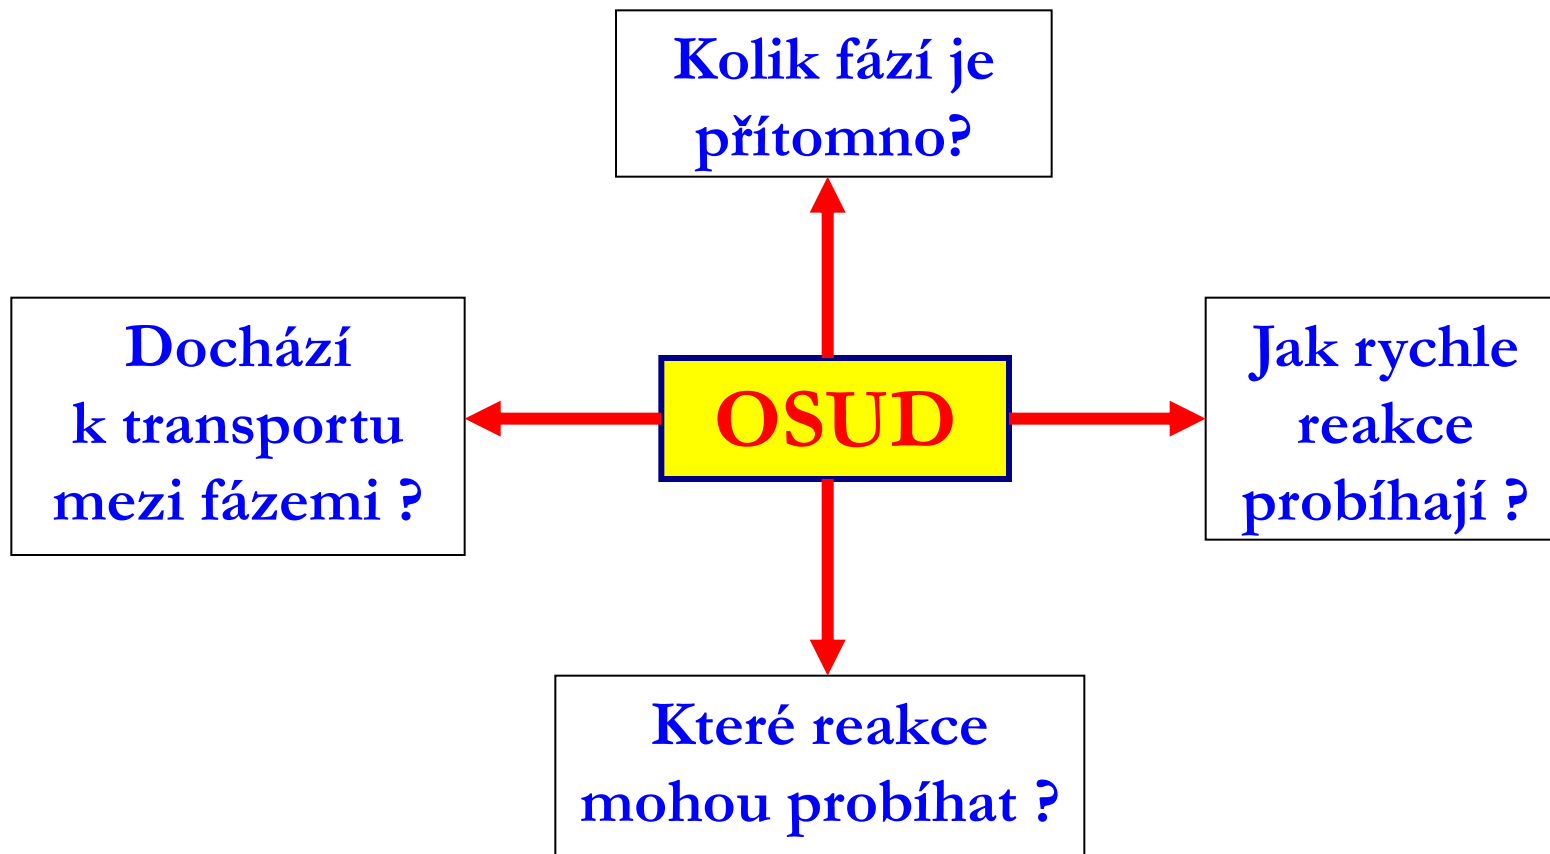 Kolik fází je
přítomno?
Dochází
k transportu
mezi fázemi ?
OSUD
Jak rychle
reakce
probíhají ?
Které reakce
mohou probíhat ?